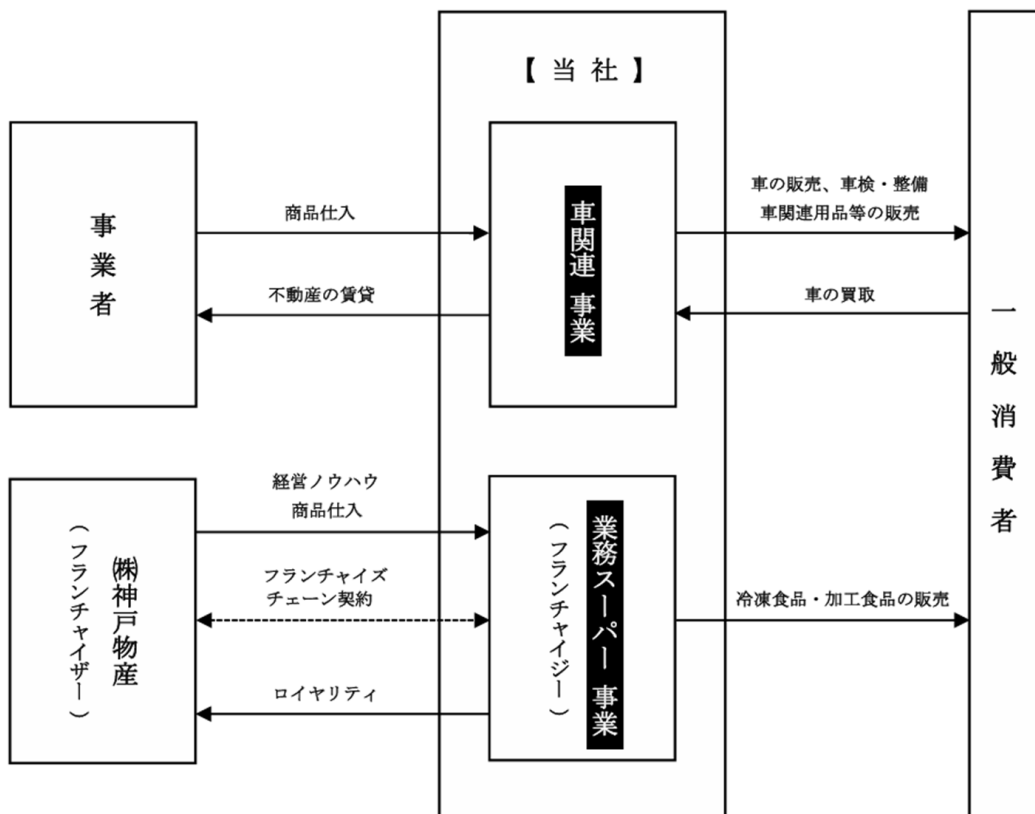 【当社】
事業者
商品仕入
不動産の賃貸
車関連 事業
車の販売、車検・整備
車関連用品等の販売
車の買取
一般消費者
㈱神戸物産
(フランチャイザー)
経営ノウハウ
商品仕入
フランチャイズ
チェーン契約
ロイヤリティ
業務スーパー 事業
(フランチャイジー)
冷凍食品・加工食品の販売